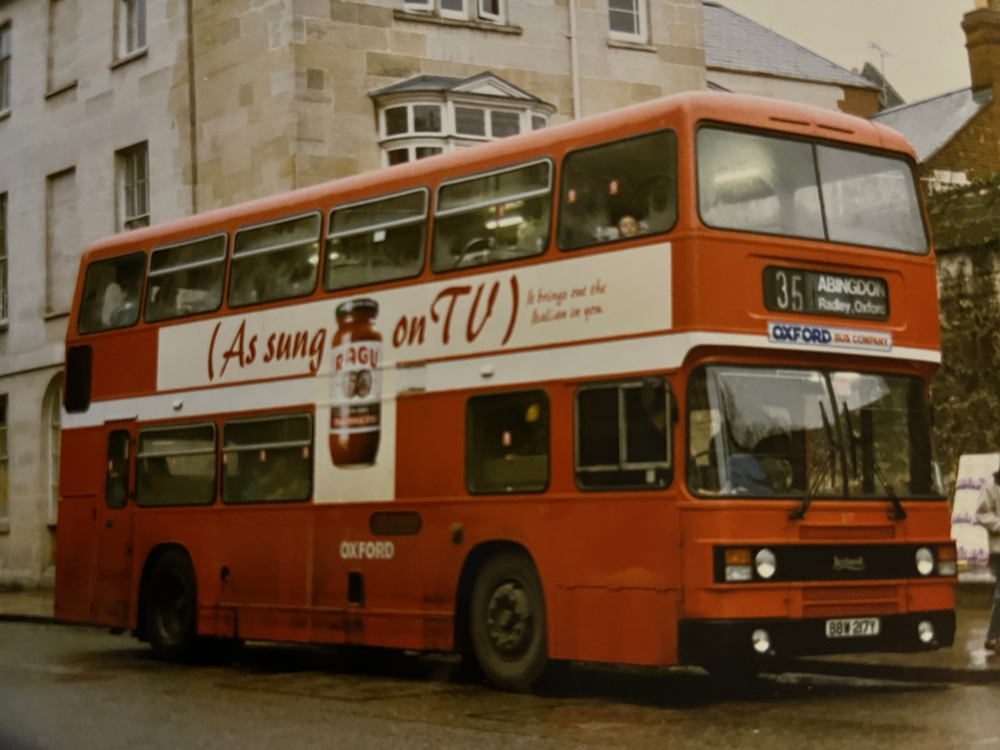 (As sung
on TV)
It brings out the
Italian in you.
RAGU
35
ABINGDON
Radley, Oxford
OXFORD BUS COMPANY
OXFORD
Leyland
BBW 217Y